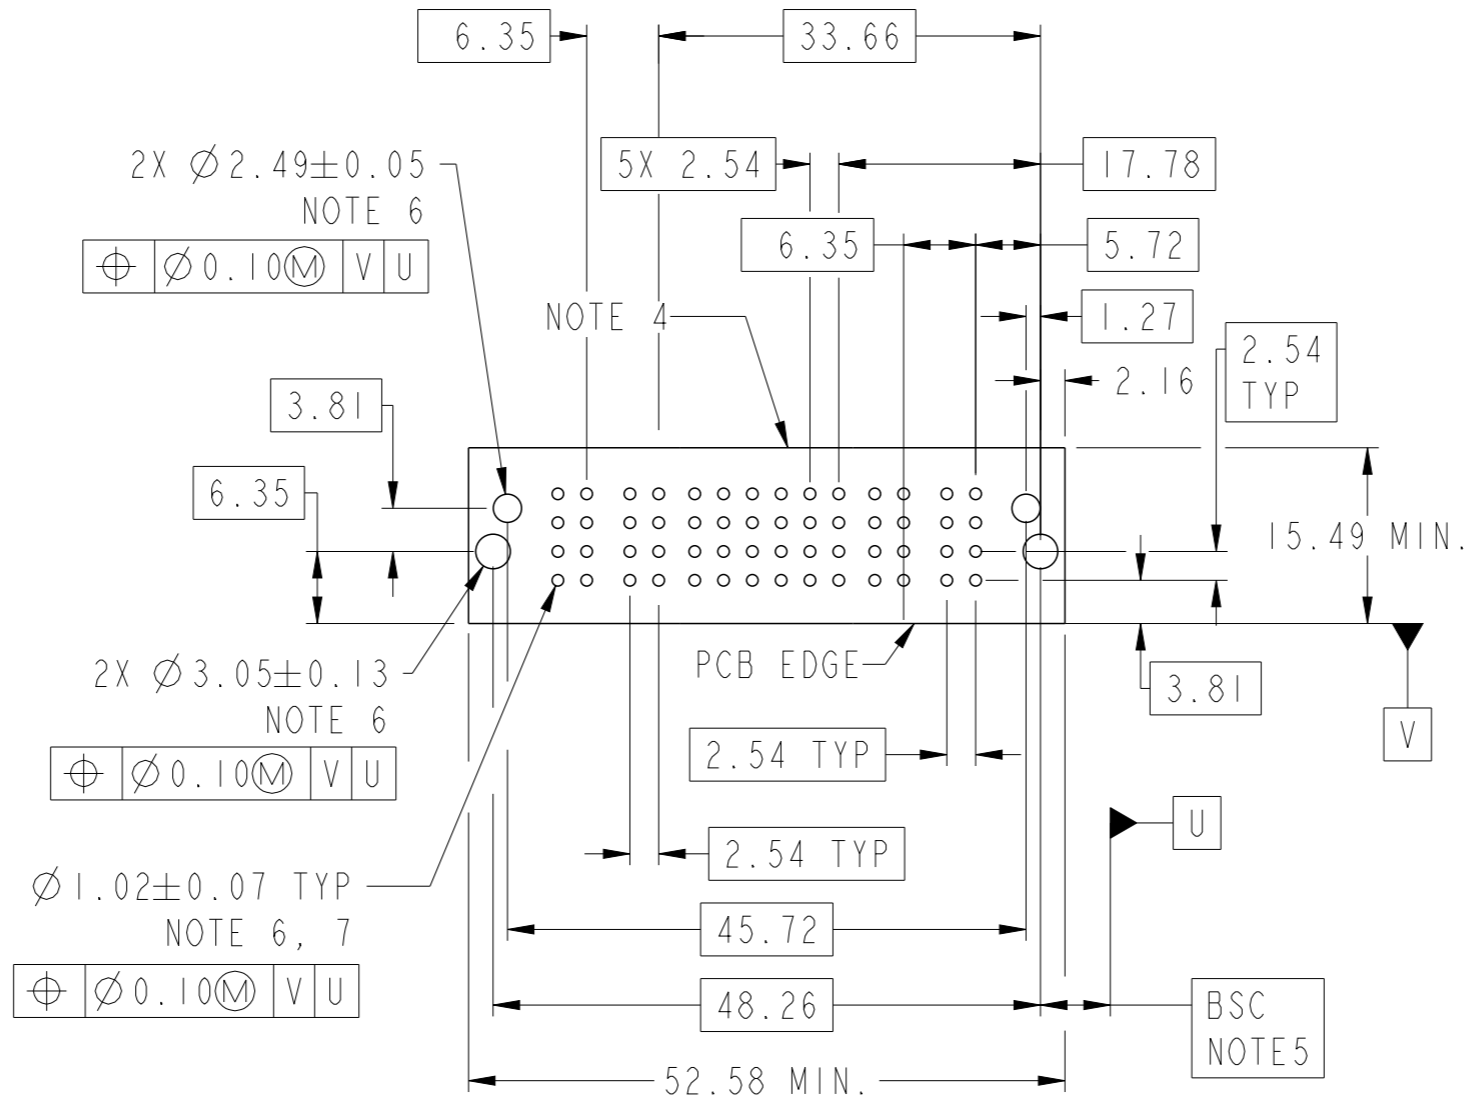 6.35
33.66
2X ∅2.49±0.05
NOTE 6
⌖ ∅0.10Ⓜ V U
5X 2.54
17.78
6.35
5.72
NOTE 4
1.27
2.54
TYP
2.16
3.81
6.35
15.49 MIN.
2X ∅3.05±0.13
NOTE 6
⌖ ∅0.10Ⓜ V U
PCB EDGE
3.81
V
2.54 TYP
U
2.54 TYP
∅1.02±0.07 TYP
NOTE 6, 7
⌖ ∅0.10Ⓜ V U
45.72
48.26
BSC
NOTE5
52.58 MIN.